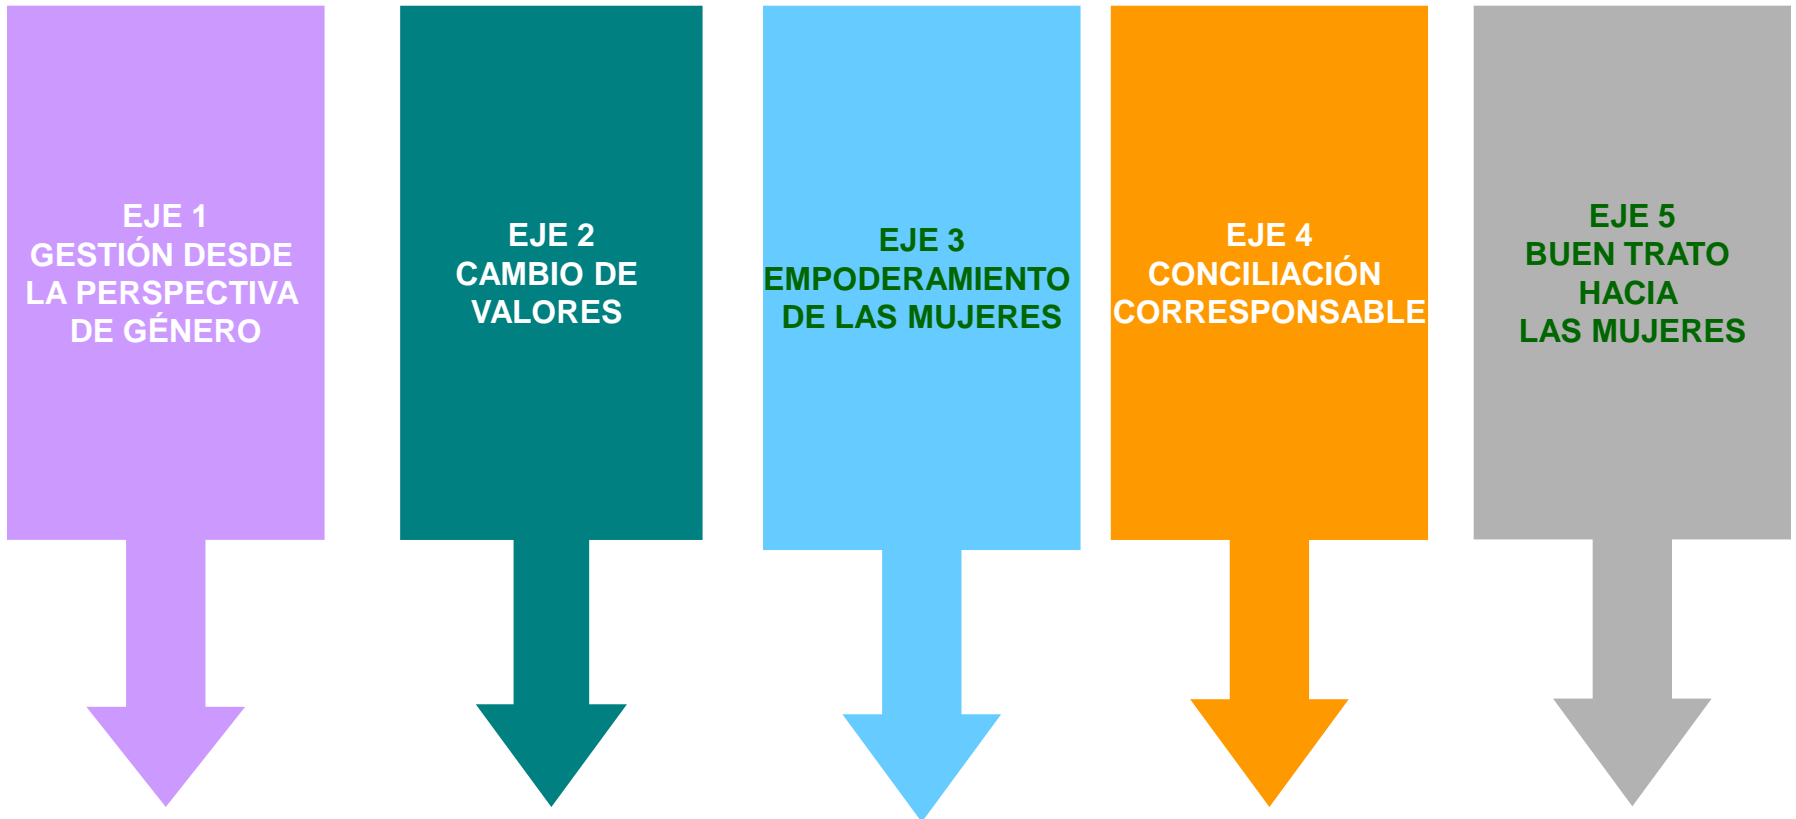 EJE 1
GESTIÓN DESDE
LA PERSPECTIVA
DE GÉNERO
EJE 2
CAMBIO DE
VALORES
EJE 3
EMPODERAMIENTO
DE LAS MUJERES
EJE 4
CONCILIACIÓN
CORRESPONSABLE
EJE 5
BUEN TRATO
HACIA
LAS MUJERES